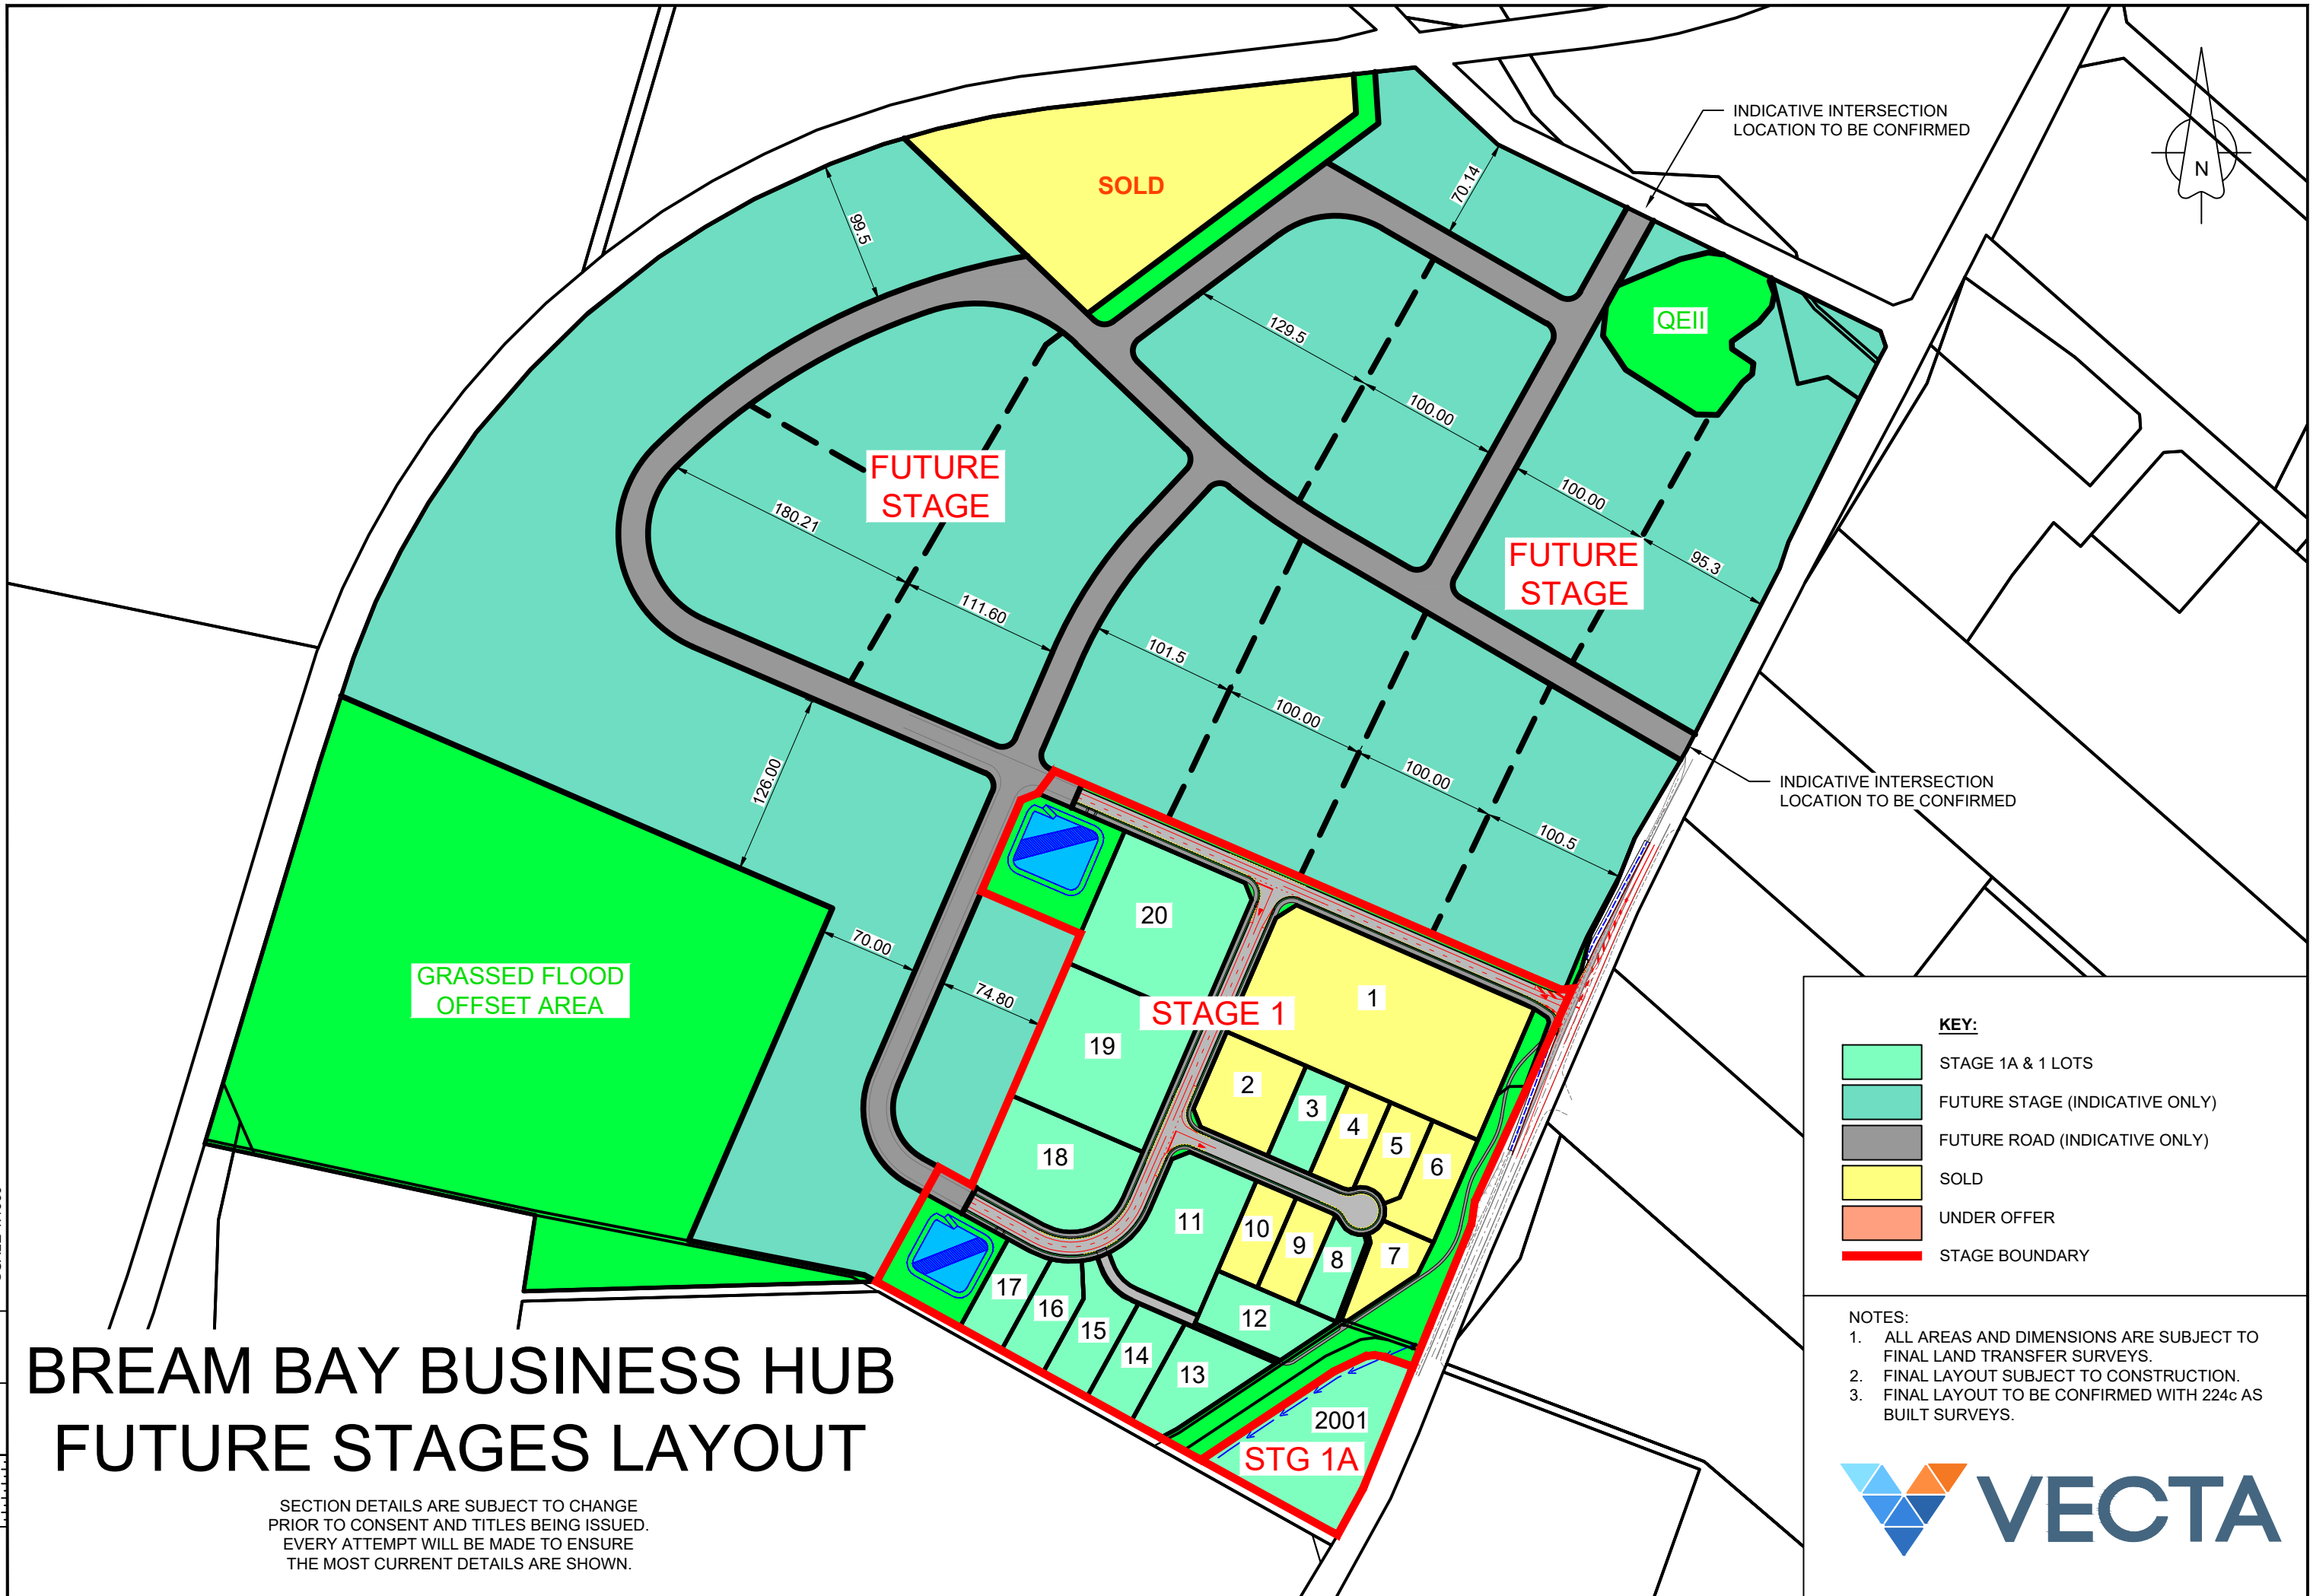 INDICATIVE INTERSECTION
LOCATION TO BE CONFIRMED
N
SOLD
70.14
99.5
QEII
129.5
100.00
FUTURE
STAGE
180.21
100.00
FUTURE
STAGE
95.3
111.60
101.5
100.00
126.00
100.00
INDICATIVE INTERSECTION
LOCATION TO BE CONFIRMED
100.5
20
70.00
GRASSED FLOOD
OFFSET AREA
74.80
1
STAGE 1
19
2
3
4
5
6
18
11
10
9
8
7
17
16
15
14
13
12
2001
STG 1A
KEY:
STAGE 1A & 1 LOTS
FUTURE STAGE (INDICATIVE ONLY)
FUTURE ROAD (INDICATIVE ONLY)
SOLD
UNDER OFFER
STAGE BOUNDARY
NOTES:
1. ALL AREAS AND DIMENSIONS ARE SUBJECT TO
FINAL LAND TRANSFER SURVEYS.
2. FINAL LAYOUT SUBJECT TO CONSTRUCTION.
3. FINAL LAYOUT TO BE CONFIRMED WITH 224c AS
BUILT SURVEYS.
VECTA
BREAM BAY BUSINESS HUB
FUTURE STAGES LAYOUT
SECTION DETAILS ARE SUBJECT TO CHANGE
PRIOR TO CONSENT AND TITLES BEING ISSUED.
EVERY ATTEMPT WILL BE MADE TO ENSURE
THE MOST CURRENT DETAILS ARE SHOWN.